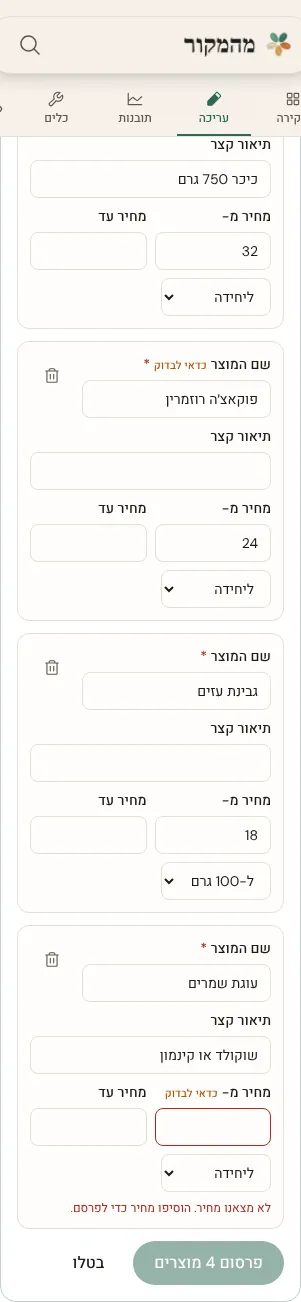 מהמקור
קירה
עריכה
תובנות
כלים
תיאור קצר
כיכר 750 גרם
מחיר מ- מחיר עד
32
ליחידה
שם המוצר כדאי לבדוק *
פוקאצ'ה רוזמרין
תיאור קצר
מחיר מ- מחיר עד
24
ליחידה
שם המוצר *
גבינת עזים
תיאור קצר
מחיר מ- מחיר עד
18
ל-100 גרם
שם המוצר *
עוגת שמרים
תיאור קצר
שוקולד או קינמון
מחיר מ- כדאי לבדוק מחיר עד
ליחידה
לא מצאנו מחיר. הוסיפו מחיר כדי לפרסם.
פרסום 4 מוצרים
בטלו